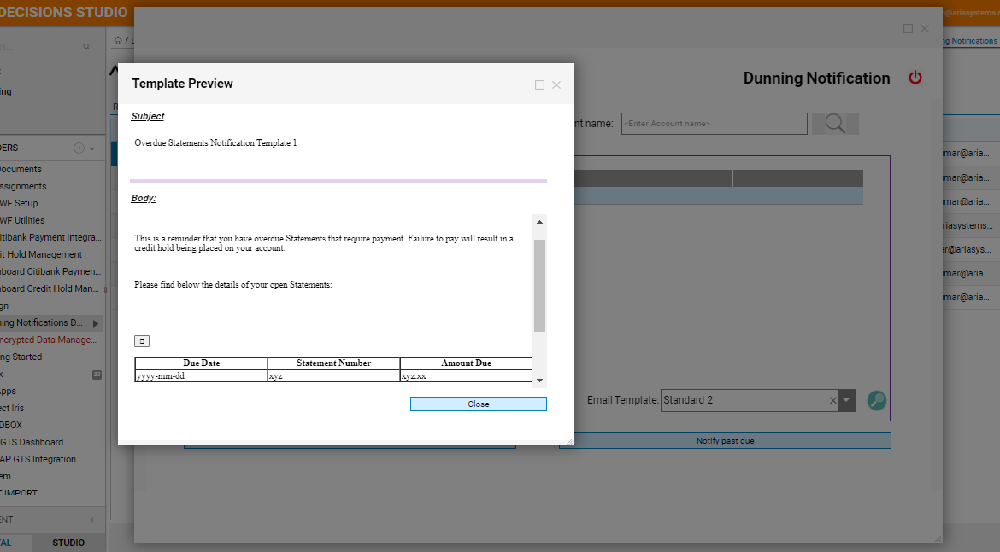 DECISIONS STUDIO
@ariasystems.
Dunning Notification
Notifications
Template Preview
Subject
Overdue Statements Notification Template 1
Body:
This is a reminder that you have overdue Statements that require payment. Failure to pay will result in a
credit hold being placed on your account.
Please find below the details of your open Statements:
Due Date Statement Number Amount Due
yyyy-mm-dd xyz xyz.xx
Close
name:
<Enter Account name>
Email Template: Standard 2
Notify past due
ing
DERS
ocuments
ssignments
WF Setup
WF Utilities
itibank Payment Integra...
it Hold Management
board Citibank Paymen...
board Credit Hold Man...
gn
ning Notifications D...
ncrypted Data Manage...
ng Started
x 22
Apps
ect Iris
DBOX
GTS Dashboard
AP GTS Integration
em
T IMPORT
ENT
TAL STUDIO
mar@aria...
mar@aria...
mar@aria...
riasystems...
ar@ariasys...
mar@aria...
mar@aria...